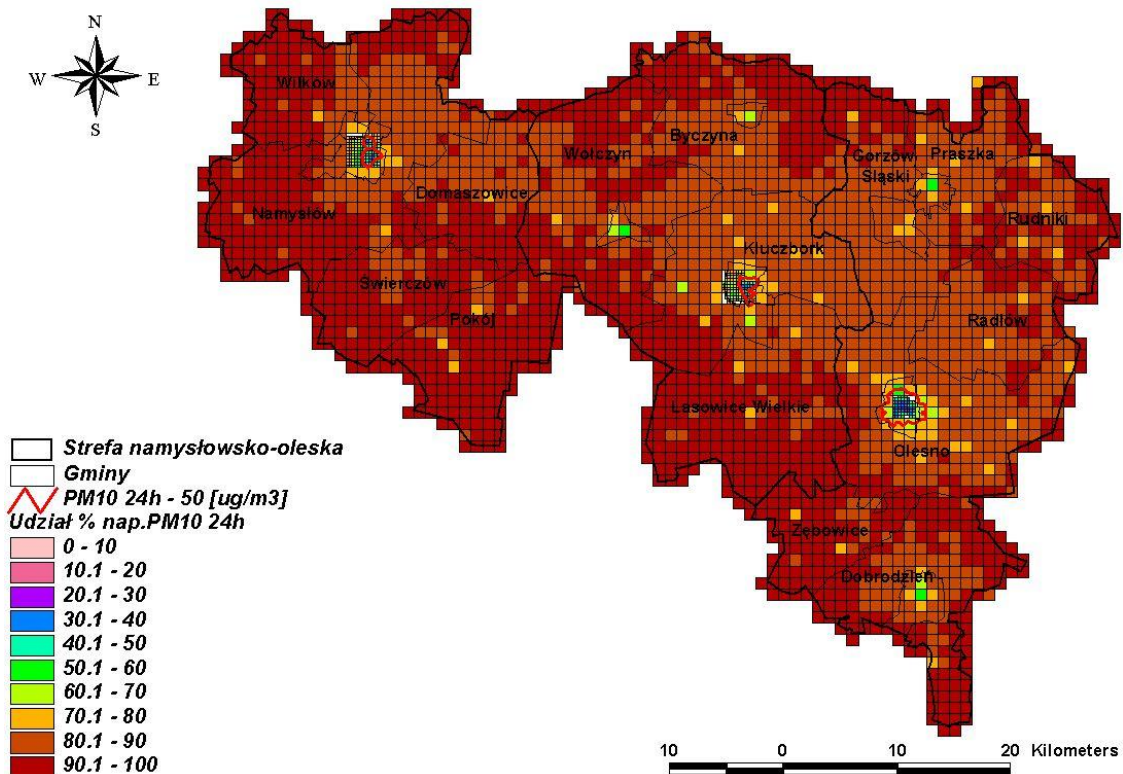 N
W E
S
Wilków
Byczyna
Wołczyn
Gorzów
Śląski
Praszka
Domaszowice
Namysłów
Rudniki
Kluczbork
Świerczów
Pokój
Radłów
Lasowice Wielkie
Olesno
Zębowice
Dobrodzień
Strefa namysłowsko-oleska
Gminy
PM10 24h - 50 [ug/m3]
Udział % nap.PM10 24h
0 - 10
10.1 - 20
20.1 - 30
30.1 - 40
40.1 - 50
50.1 - 60
60.1 - 70
70.1 - 80
80.1 - 90
90.1 - 100
10 0 10 20 Kilometers